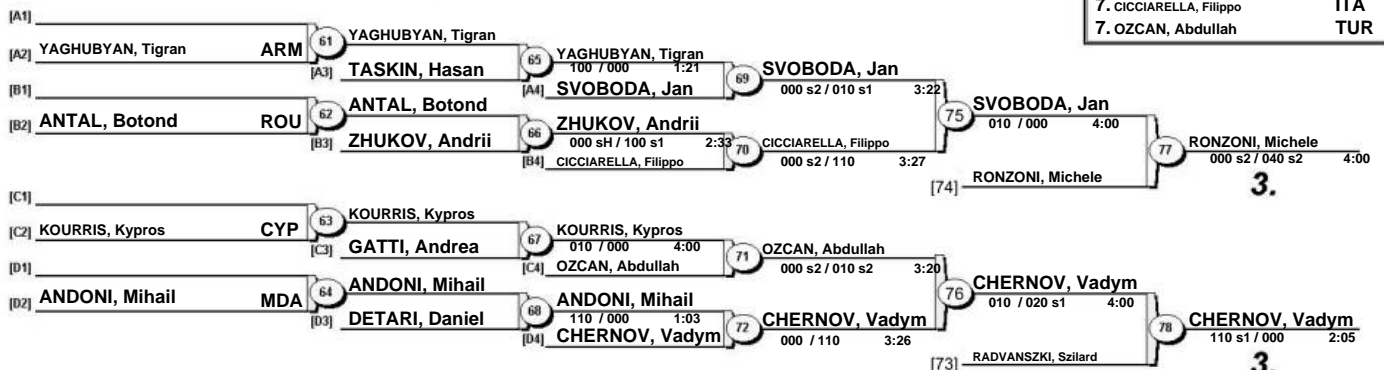 7. CICCIARELLA, Filippo ITA
7. OZCAN, Abdullah TUR
[A1]
[A2] YAGHUBYAN, Tigran ARM
61 YAGHUBYAN, Tigran
[A3] TASKIN, Hasan
65 YAGHUBYAN, Tigran
100 / 000 1:21
[A4] SVOBODA, Jan
69 SVOBODA, Jan
000 s2 / 010 s1 3:22
[B1]
[B2] ANTAL, Botond ROU
62 ANTAL, Botond
[B3] ZHUKOV, Andrii
66 ZHUKOV, Andrii
000 sH / 100 s1 2:33
[B4] CICCIARELLA, Filippo
70 CICCIARELLA, Filippo
000 s2 / 110 3:27
75 SVOBODA, Jan
010 / 000 4:00
[74] RONZONI, Michele
77 RONZONI, Michele
000 s2 / 040 s2 4:00
3.
[C1]
[C2] KOURRIS, Kypros CYP
63 KOURRIS, Kypros
[C3] GATTI, Andrea
67 KOURRIS, Kypros
010 / 000 4:00
[C4] OZCAN, Abdullah
71 OZCAN, Abdullah
000 s2 / 010 s2 3:20
[D1]
[D2] ANDONI, Mihail MDA
64 ANDONI, Mihail
[D3] DETARI, Daniel
68 ANDONI, Mihail
110 / 000 1:03
[D4] CHERNOV, Vadym
72 CHERNOV, Vadym
000 / 110 3:26
76 CHERNOV, Vadym
010 / 020 s1 4:00
[73] RADVANSZKI, Szilard
78 CHERNOV, Vadym
110 s1 / 000 2:05
3.